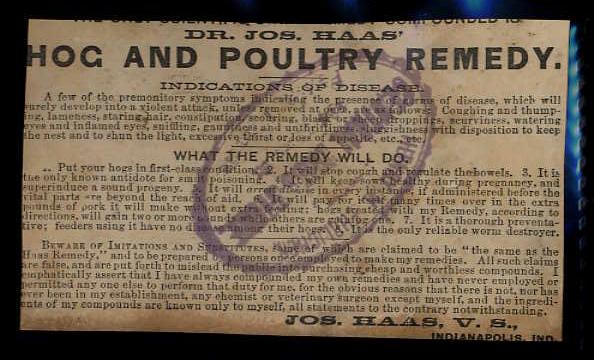 DR. JOS. HAAS'
HOG AND POULTRY REMEDY.
INDICATIONS OF DISEASE.
A few of the premonitory symptoms indicating the presence of germs of disease, which will
surely develop into a violent attack, unless removed at once, are as follows: Coughing and thump-
ing, lameness, staring hair, constipation, scouring, black or sleepy droppings, scurviness, watering
eyes and inflamed eyes, sniffling, gauntness and unthriftiness, sluggishness with disposition to keep
the nest and to shun the light, excessive thirst or loss of appetite, etc., etc.
WHAT THE REMEDY WILL DO.
Put your hogs in first-class condition. 2. It will stop cough and regulate the bowels. 3. It is
the only known antidote for swill poisoning. 4. It will keep sows healthy during pregnancy, and
superinduce a sound progeny. 5. It will arrest disease in every instance, if administered before the
vital parts are beyond the reach of aid. It will pay for its many times over in the extra
pounds of pork it will make without extra feeding; hogs treated with my Remedy, according to
directions, will gain two or more pounds while others are gaining one. 7. It is a thorough preventa-
tive; feeders using it have no among their hogs. 8. It is the only reliable worm destroyer.
BEWARE OF IMITATIONS AND SUBSTITUTES, some of which are claimed to be "the same as the
Haas Remedy," and to be prepared by persons once employed to make my remedies. All such claims
are false, and are put forth to mislead the purchasing cheap and worthless compounds. I
emphatically assert that I have always compounded my own remedies and have never employed or
permitted any one else to perform that duty for me, for the obvious reasons that there is not, nor has
ever been in my establishment, any chemist or veterinary surgeon except myself, and the ingredi-
ents of my compounds are known only to myself, all statements to the contrary notwithstanding.
JOS. HAAS, V. S.,
INDIANAPOLIS, IND.